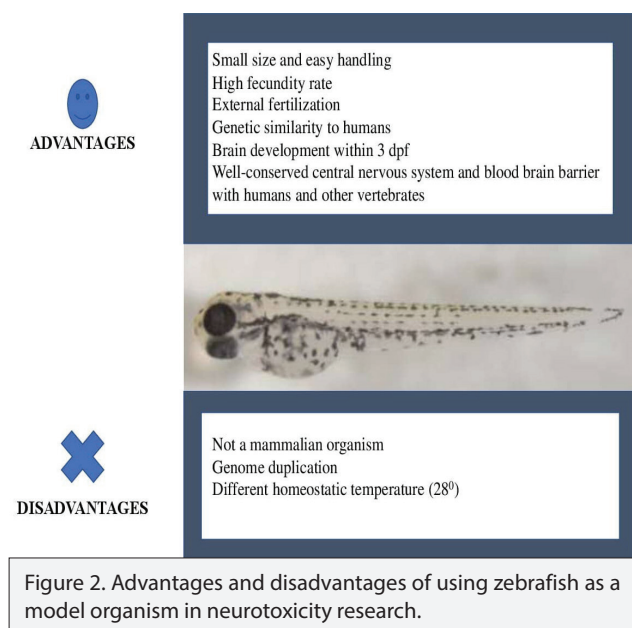 ADVANTAGES
Small size and easy handling
High fecundity rate
External fertilization
Genetic similarity to humans
Brain development within 3 dpf
Well-conserved central nervous system and blood brain barrier
with humans and other vertebrates
DISADVANTAGES
Not a mammalian organism
Genome duplication
Different homeostatic temperature (28⁰)
Figure 2. Advantages and disadvantages of using zebrafish as a
model organism in neurotoxicity research.